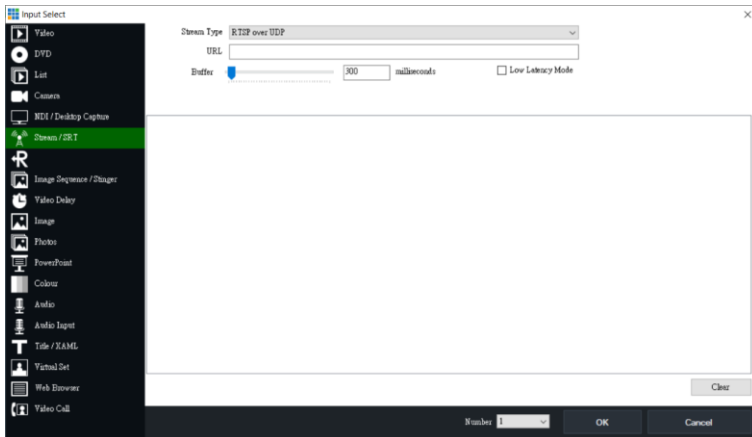 Input Select
Video
DVD
List
Camera
NDI / Desktop Capture
Stream / SRT
Image Sequence / Stinger
Video Delay
Image
Photos
PowerPoint
Colour
Audio
Audio Input
Title / XAML
Virtual Set
Web Browser
Video Call
Stream Type RTSP over UDP
URL
Buffer 300 milliseconds Low Latency Mode
Clear
Number 1 OK Cancel